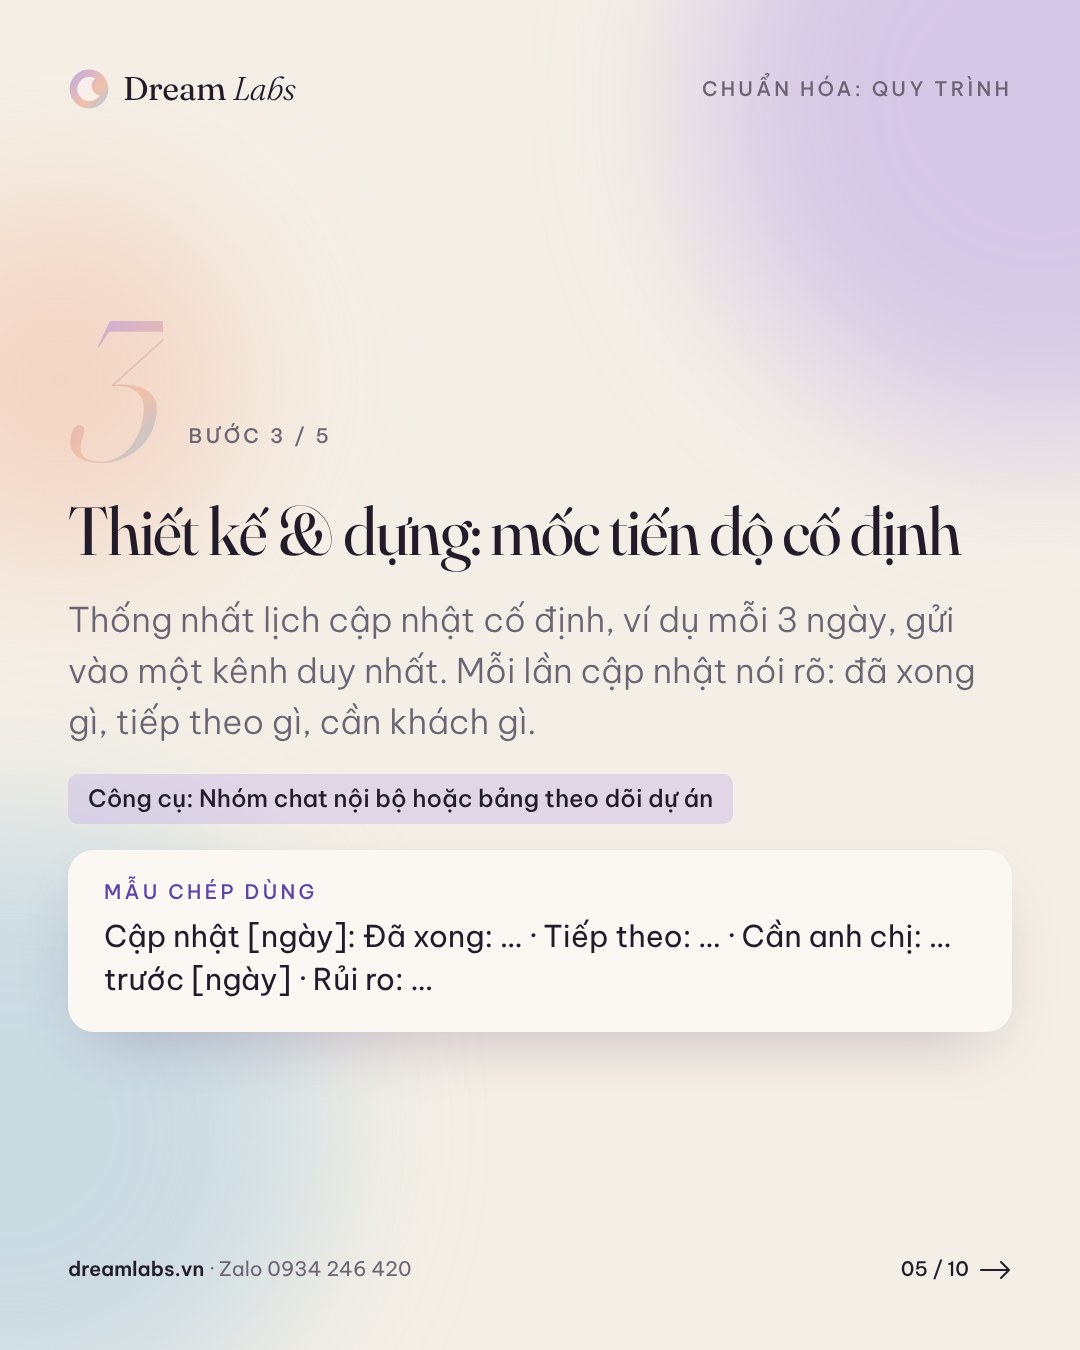 Dream Labs
CHUẨN HÓA: QUY TRÌNH
3
BƯỚC 3 / 5
Thiết kế & dựng: mốc tiến độ cố định
Thống nhất lịch cập nhật cố định, ví dụ mỗi 3 ngày, gửi
vào một kênh duy nhất. Mỗi lần cập nhật nói rõ: đã xong
gì, tiếp theo gì, cần khách gì.
Công cụ: Nhóm chat nội bộ hoặc bảng theo dõi dự án
MẪU CHÉP DÙNG
Cập nhật [ngày]: Đã xong: ... · Tiếp theo: ... · Cần anh chị: ...
trước [ngày] · Rủi ro: ...
dreamlabs.vn · Zalo 0934 246 420
05 / 10 →